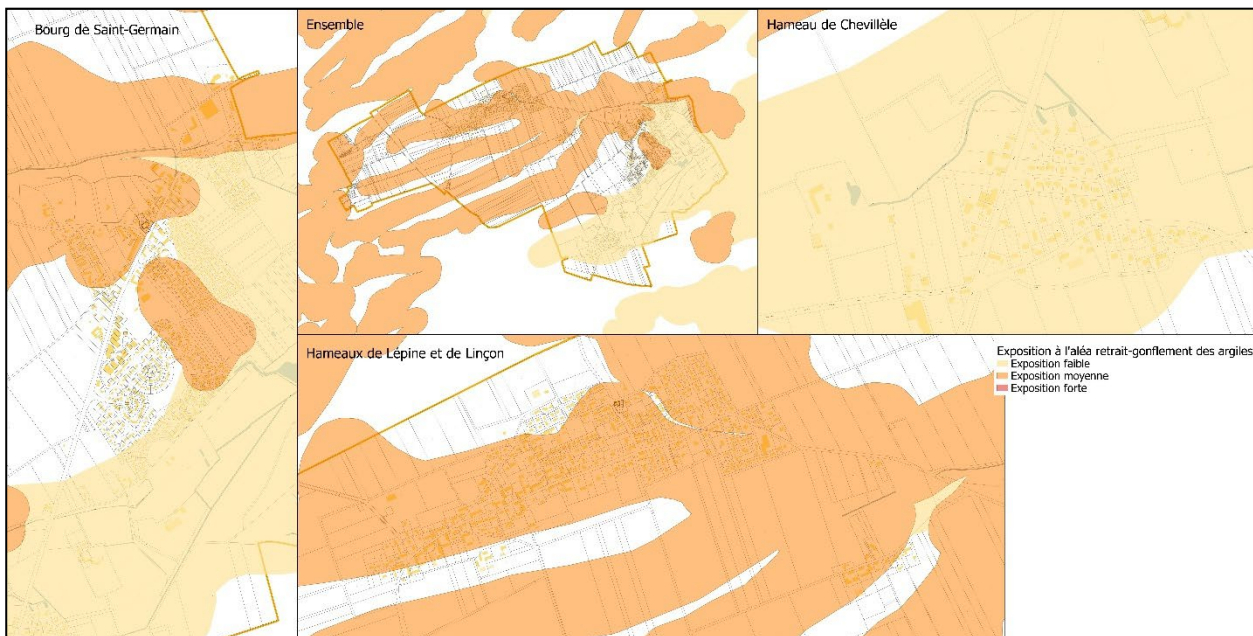 Bourg de Saint-Germain
Ensemble
Hameau de Chevillèle
Hameaux de Lépine et de Linçon
Exposition à l'aléa retrait-gonflement des argiles
Exposition faible
Exposition moyenne
Exposition forte